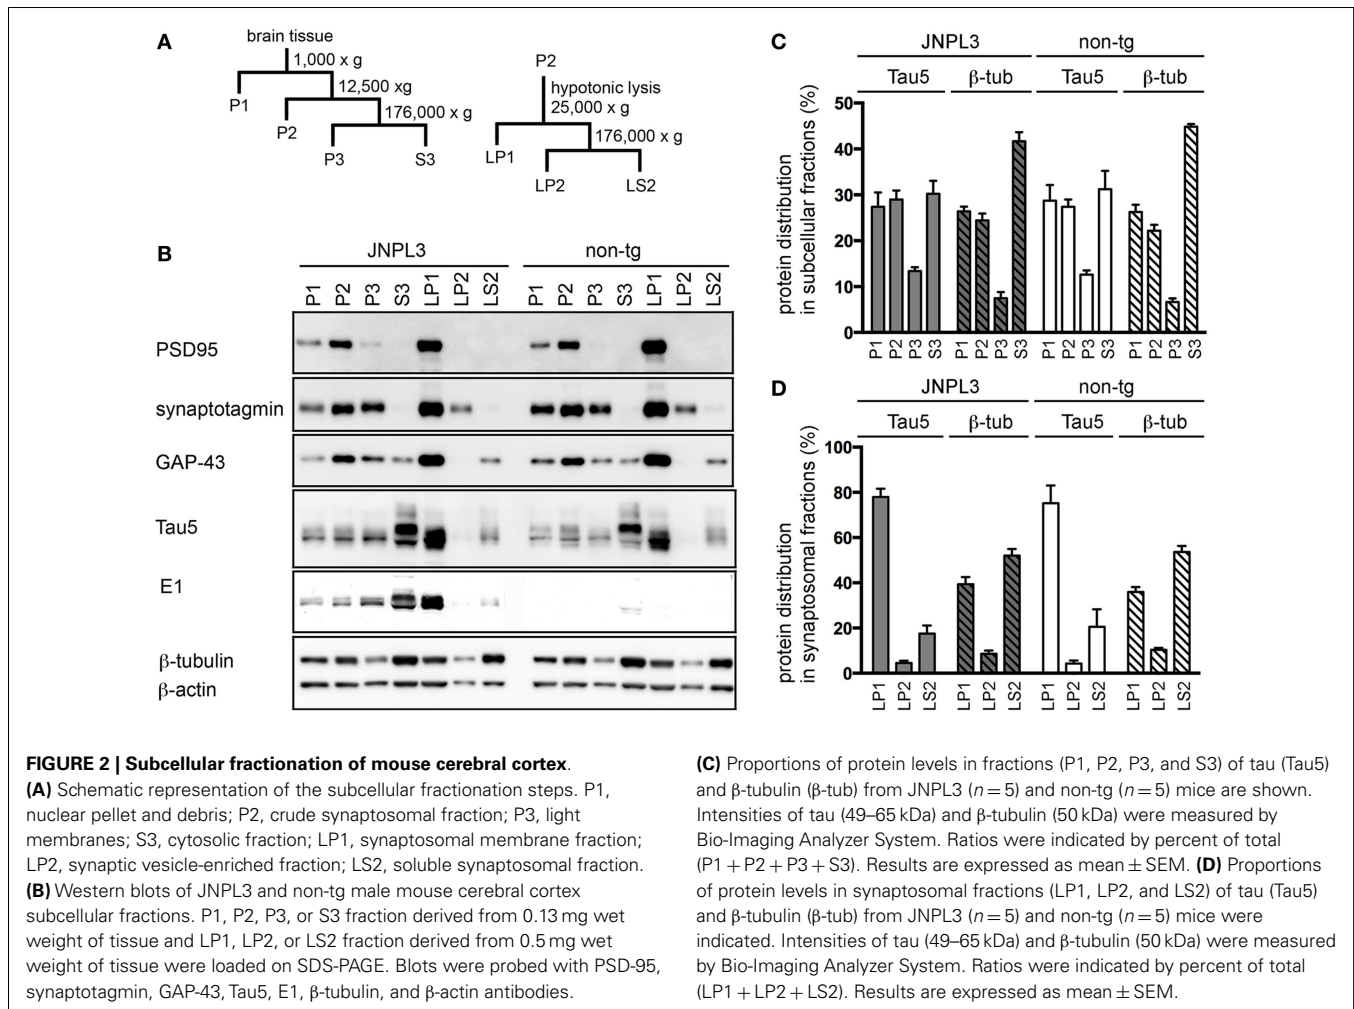 A
brain tissue
1,000 x g
12,500 xg
176,000 x g
P1
P2
P3
S3
P2
hypotonic lysis
25,000 x g
176,000 x g
LP1
LP2
LS2
B
JNPL3
non-tg
P1 P2 P3 S3 LP1 LP2 LS2
P1 P2 P3 S3 LP1 LP2 LS2
PSD95
synaptotagmin
GAP-43
Tau5
E1
β-tubulin
β-actin
C
JNPL3
non-tg
Tau5
β-tub
Tau5
β-tub
protein distribution
in subcellular fractions (%)
50
40
30
20
10
0
P1 P2 P3 S3
P1 P2 P3 S3
P1 P2 P3 S3
P1 P2 P3 S3
D
JNPL3
non-tg
Tau5
β-tub
Tau5
β-tub
protein distribution
in synaptosomal fractions (%)
100
80
60
40
20
0
LP1 LP2 LS2
LP1 LP2 LS2
LP1 LP2 LS2
LP1 LP2 LS2
FIGURE 2 | Subcellular fractionation of mouse cerebral cortex.
(A) Schematic representation of the subcellular fractionation steps. P1,
nuclear pellet and debris; P2, crude synaptosomal fraction; P3, light
membranes; S3, cytosolic fraction; LP1, synaptosomal membrane fraction;
LP2, synaptic vesicle-enriched fraction; LS2, soluble synaptosomal fraction.
(B) Western blots of JNPL3 and non-tg male mouse cerebral cortex
subcellular fractions. P1, P2, P3, or S3 fraction derived from 0.13 mg wet
weight of tissue and LP1, LP2, or LS2 fraction derived from 0.5 mg wet
weight of tissue were loaded on SDS-PAGE. Blots were probed with PSD-95,
synaptotagmin, GAP-43, Tau5, E1, β-tubulin, and β-actin antibodies.
(C) Proportions of protein levels in fractions (P1, P2, P3, and S3) of tau (Tau5)
and β-tubulin (β-tub) from JNPL3 (n = 5) and non-tg (n = 5) mice are shown.
Intensities of tau (49–65 kDa) and β-tubulin (50 kDa) were measured by
Bio-Imaging Analyzer System. Ratios were indicated by percent of total
(P1 + P2 + P3 + S3). Results are expressed as mean ± SEM. (D) Proportions
of protein levels in synaptosomal fractions (LP1, LP2, and LS2) of tau (Tau5)
and β-tubulin (β-tub) from JNPL3 (n = 5) and non-tg (n = 5) mice were
indicated. Intensities of tau (49–65 kDa) and β-tubulin (50 kDa) were measured
by Bio-Imaging Analyzer System. Ratios were indicated by percent of total
(LP1 + LP2 + LS2). Results are expressed as mean ± SEM.